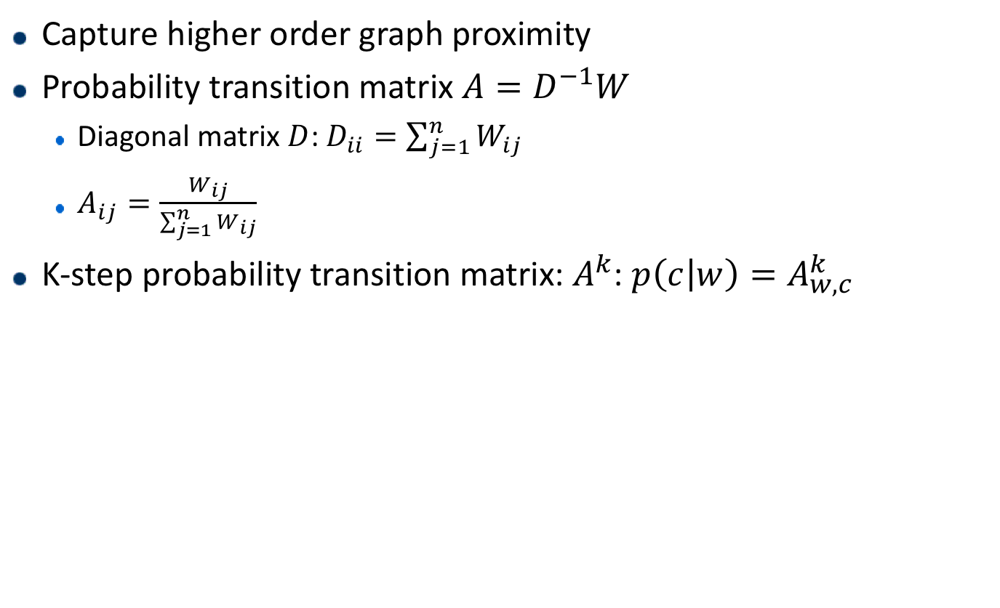 • Capture higher order graph proximity
• Probability transition matrix $A = D^{-1}W$
• Diagonal matrix $D: D_{ii} = \sum_{j=1}^{n} W_{ij}$
• $A_{ij} = \frac{W_{ij}}{\sum_{j=1}^{n} W_{ij}}$
• K-step probability transition matrix: $A^k: p(c|w) = A^k_{w,c}$